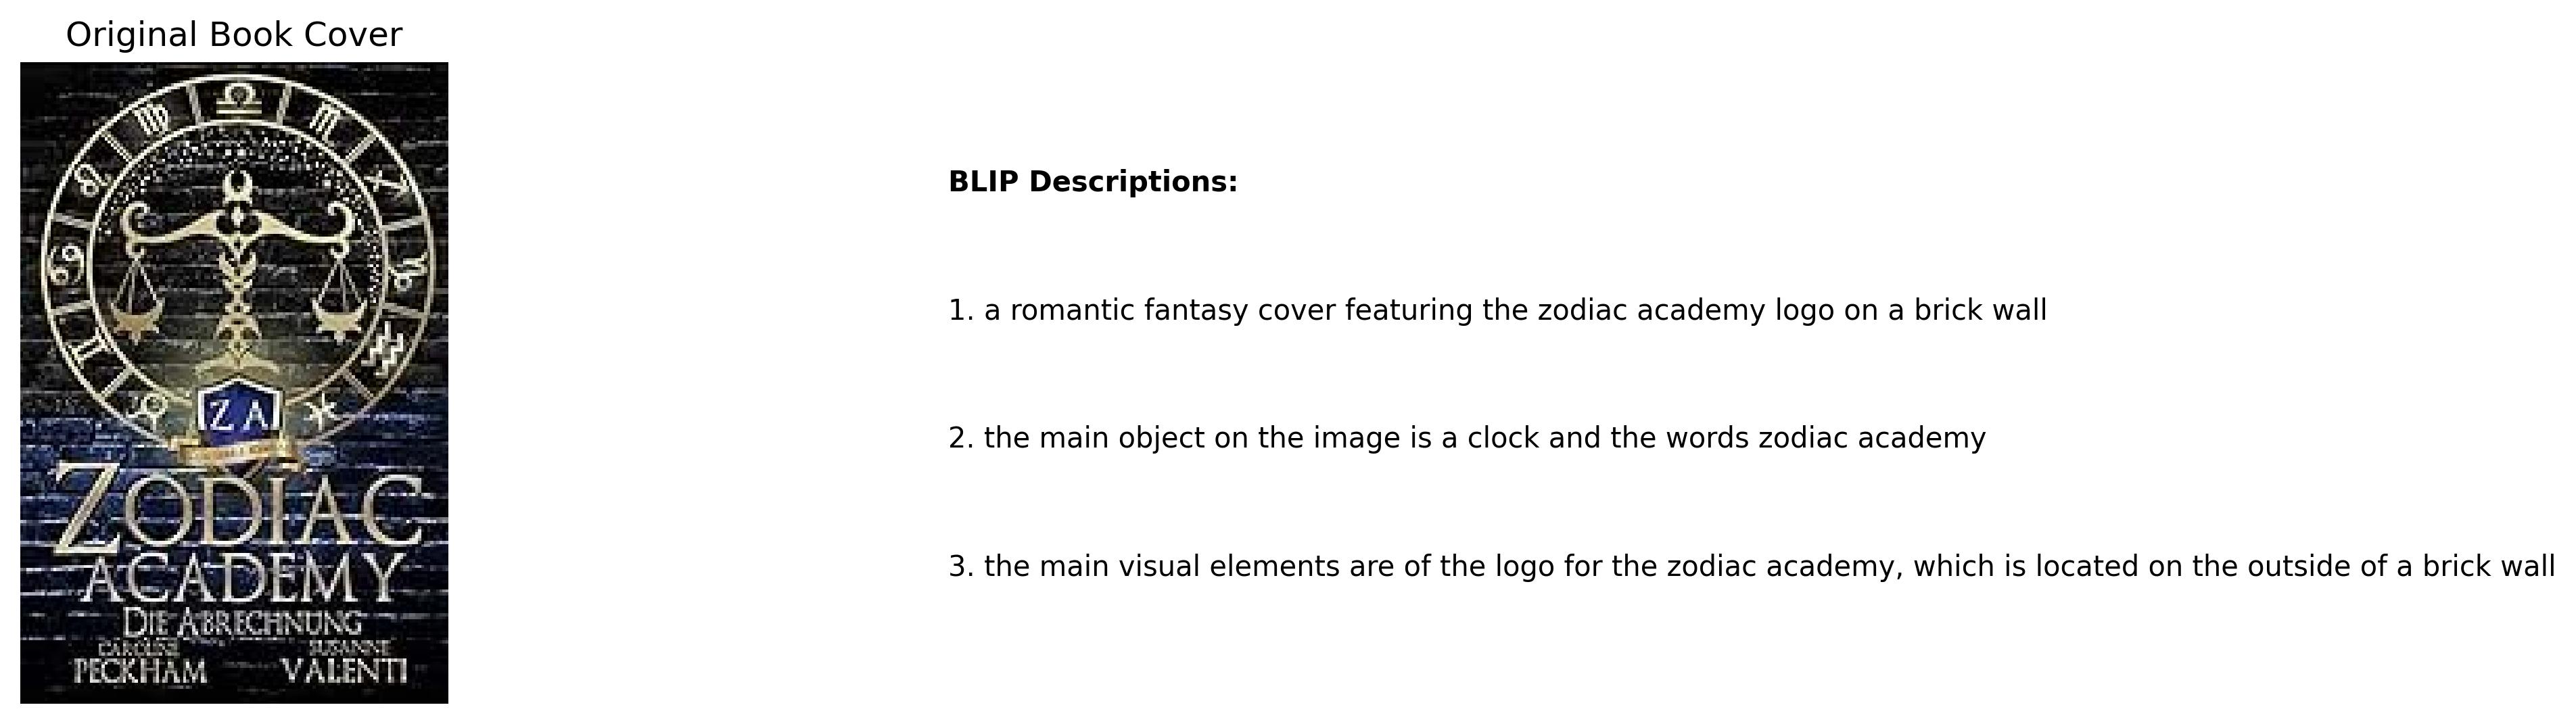 Original Book Cover
Z A
ZODIAC
ACADEMY
DIE ABRECHNUNG
CAROLINE SUSANNE
PECKHAM VALENTI
BLIP Descriptions:
1. a romantic fantasy cover featuring the zodiac academy logo on a brick wall
2. the main object on the image is a clock and the words zodiac academy
3. the main visual elements are of the logo for the zodiac academy, which is located on the outside of a brick wall